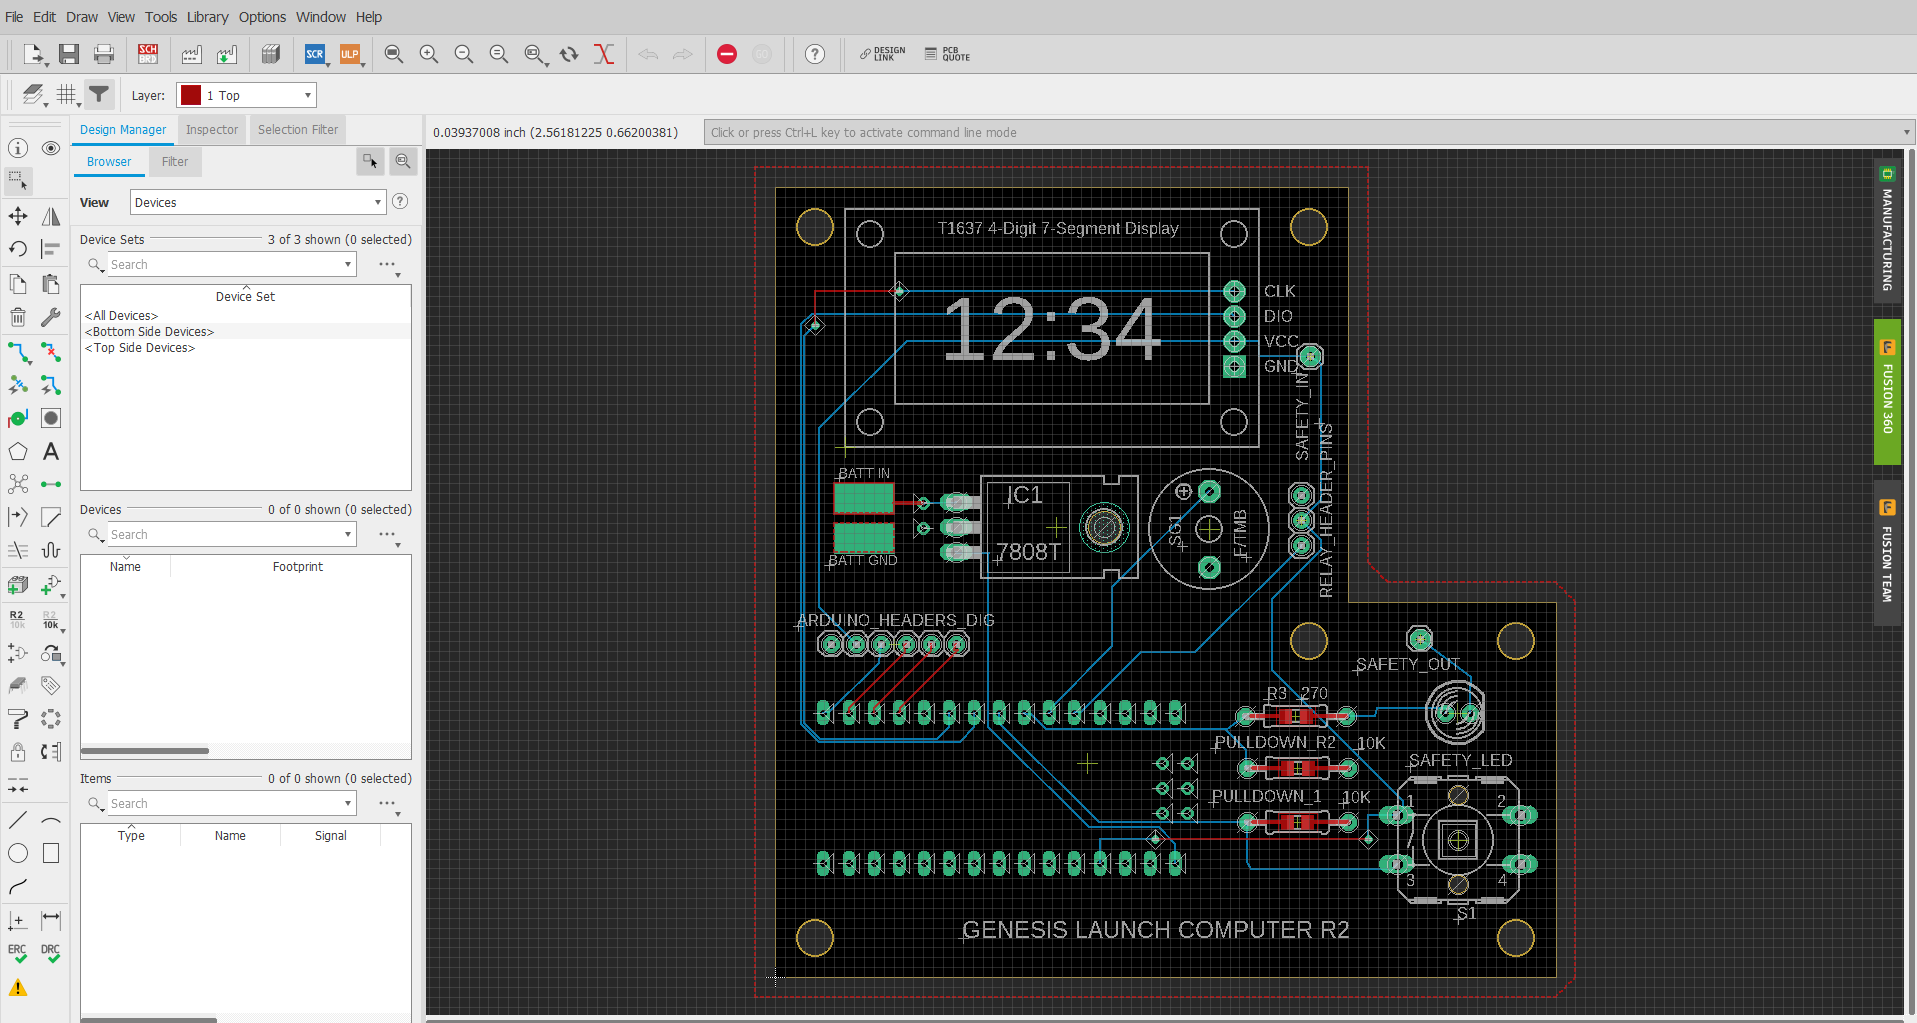 File Edit Draw View Tools Library Options Window Help
SCH
BRD
SCR
ULP
DESIGN
LINK
PCB
QUOTE
Layer: 1 Top
Design Manager Inspector Selection Filter
0.03937008 inch (2.56181225 0.66200381)
Click or press Ctrl+L key to activate command line mode
Browser Filter
View Devices
Device Sets 3 of 3 shown (0 selected)
Search
Device Set
<All Devices>
<Bottom Side Devices>
<Top Side Devices>
Devices 0 of 0 shown (0 selected)
Search
Name Footprint
Items 0 of 0 shown (0 selected)
Search
Type Name Signal
R2
10k
R2
10k
ERC DRC
T1637 4-Digit 7-Segment Display
12:34
CLK
DIO
VCC
GND
SAFETY_IN
RELAY_HEADER_PINS
BATT IN
BATT GND
IC1
7808T
SG1
F/TMB
ARDUINO_HEADERS_DIG
SAFETY_OUT
R3 270
PULLDOWN_R2 10K
SAFETY_LED
PULLDOWN_1 10K
1 2
3 4
S1
GENESIS LAUNCH COMPUTER R2
MANUFACTURING
FUSION 360
FUSION TEAM